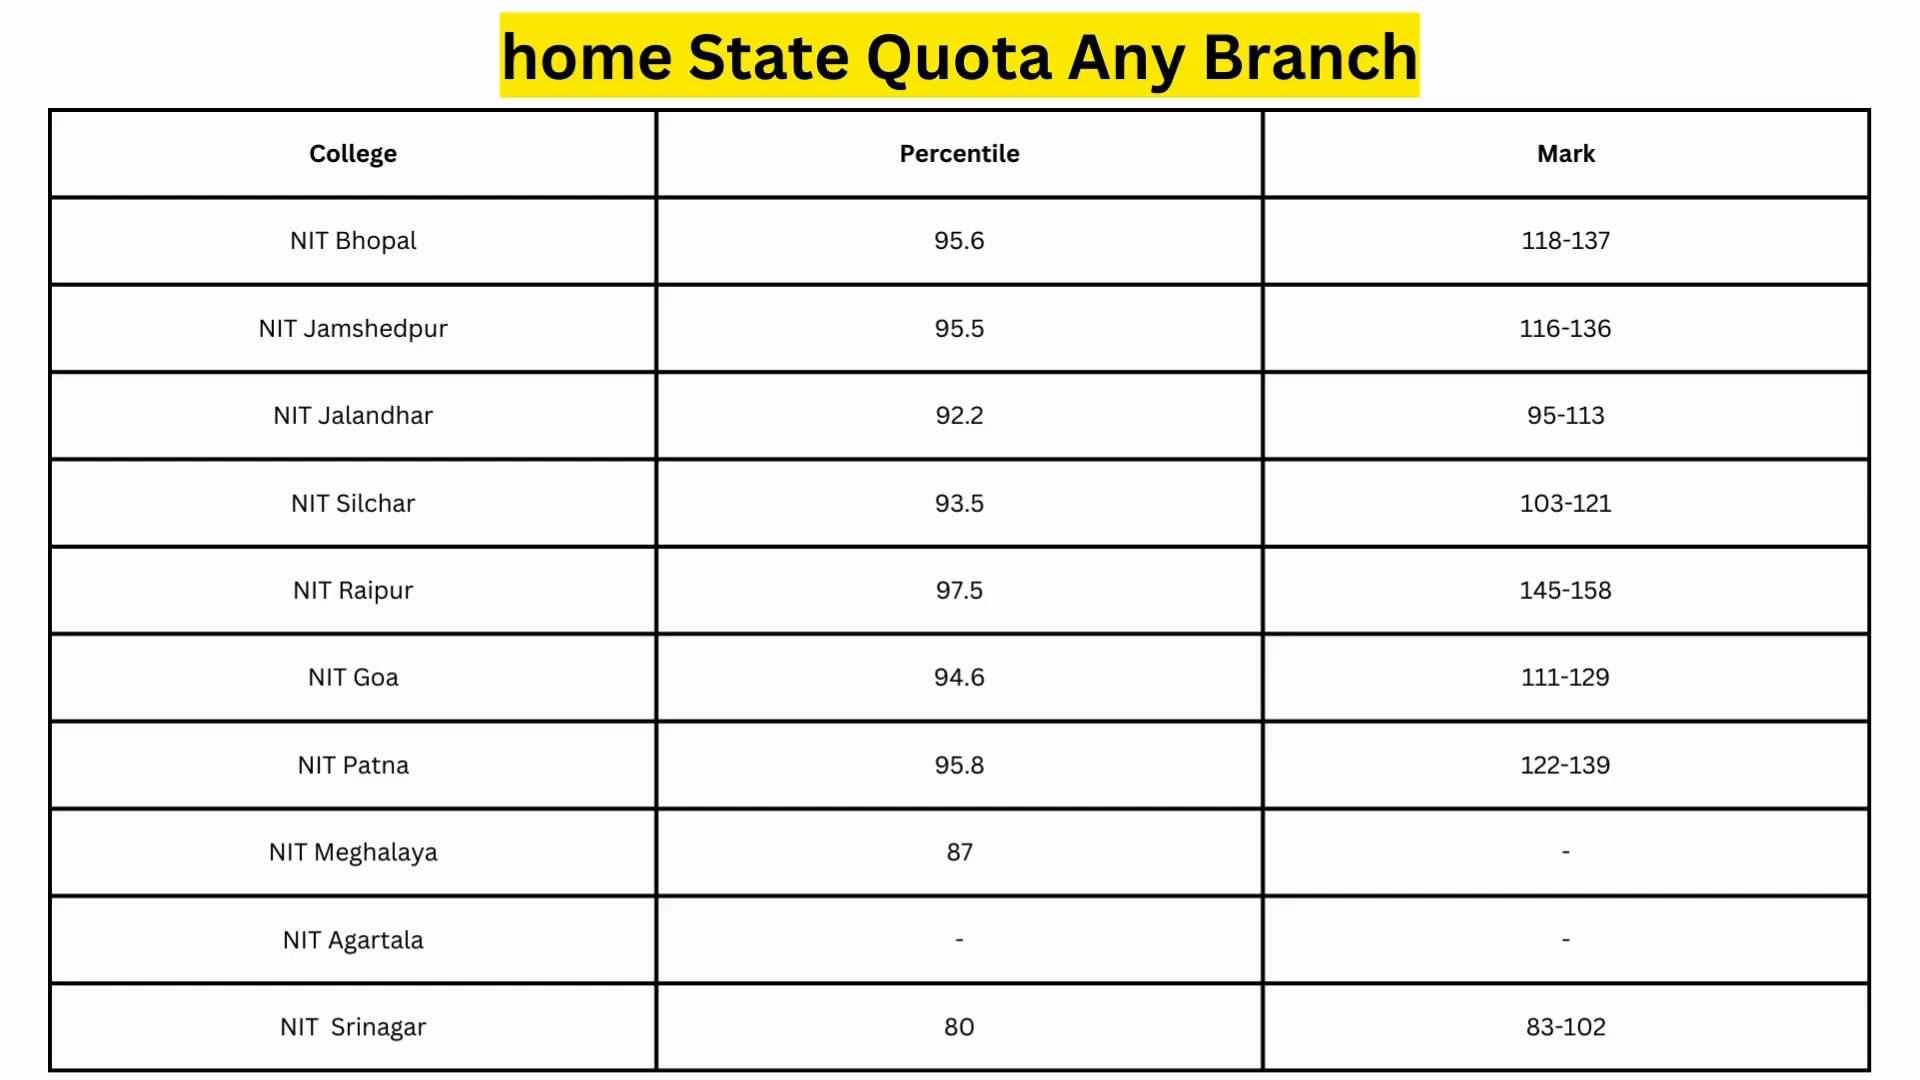 home State Quota Any Branch
College Percentile Mark
NIT Bhopal 95.6 118-137
NIT Jamshedpur 95.5 116-136
NIT Jalandhar 92.2 95-113
NIT Silchar 93.5 103-121
NIT Raipur 97.5 145-158
NIT Goa 94.6 111-129
NIT Patna 95.8 122-139
NIT Meghalaya 87 -
NIT Agartala - -
NIT Srinagar 80 83-102